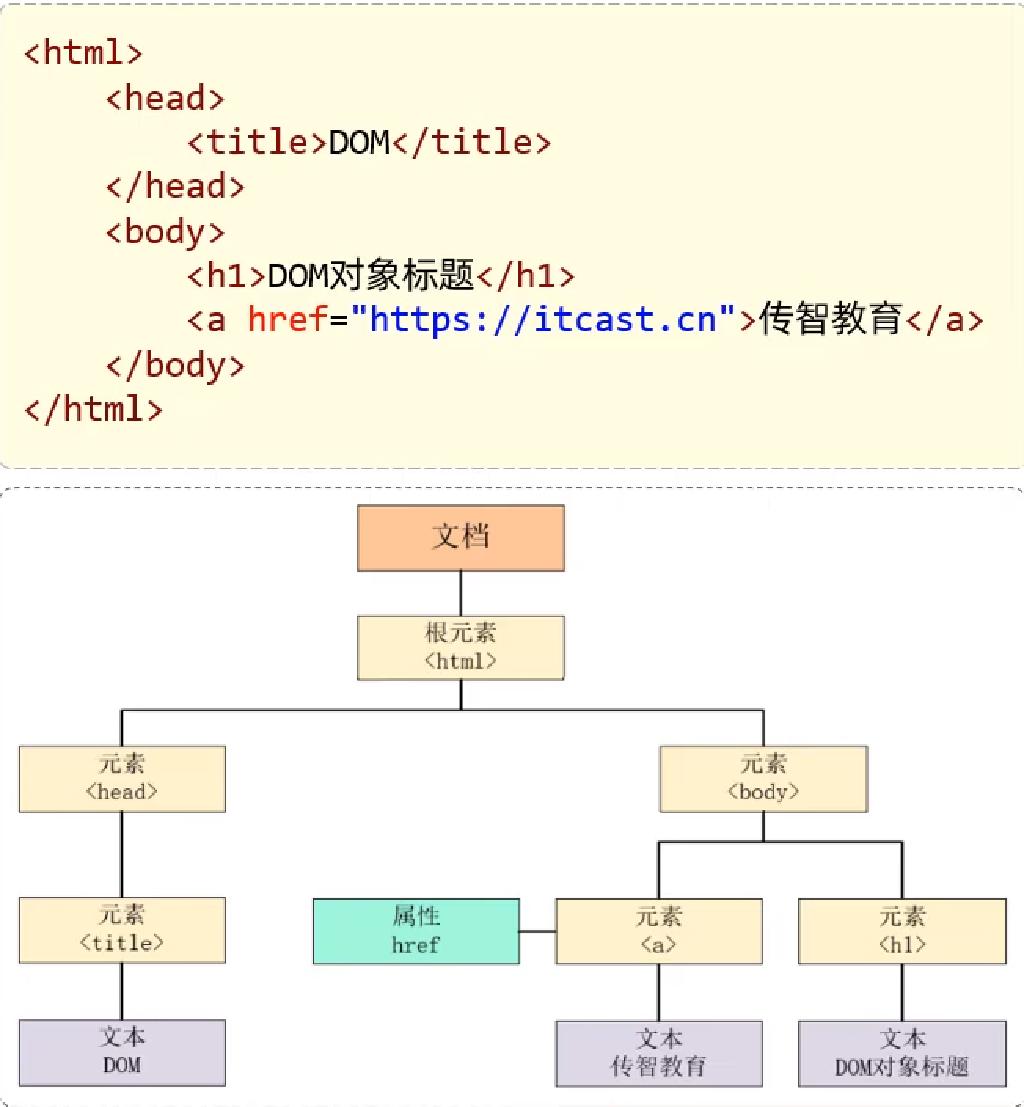 <html>
<head>
<title>DOM</title>
</head>
<body>
<h1>DOM对象标题</h1>
<a href="https://itcast.cn">传智教育</a>
</body>
</html>
文档
根元素
<html>
元素
<head>
元素
<body>
元素
<title>
属性
href
元素
<a>
元素
<h1>
文本
DOM
文本
传智教育
文本
DOM对象标题